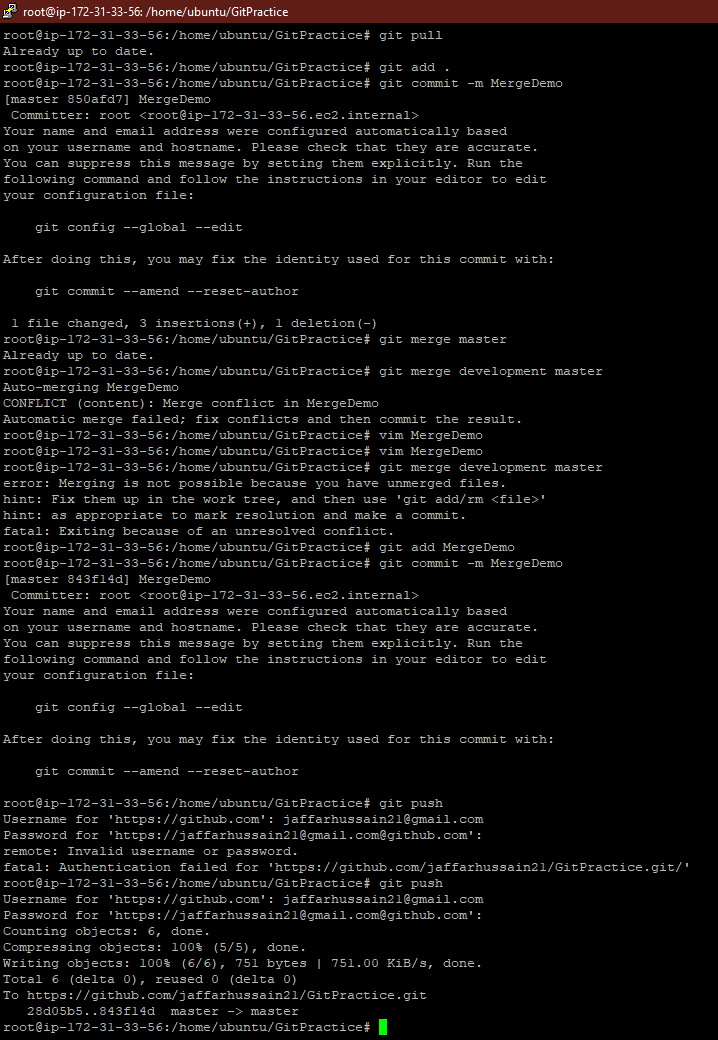 root@ip-172-31-33-56: /home/ubuntu/GitPractice
root@ip-172-31-33-56:/home/ubuntu/GitPractice# git pull
Already up to date.
root@ip-172-31-33-56:/home/ubuntu/GitPractice# git add .
root@ip-172-31-33-56:/home/ubuntu/GitPractice# git commit -m MergeDemo
[master 850afd7] MergeDemo
 Committer: root <root@ip-172-31-33-56.ec2.internal>
Your name and email address were configured automatically based
on your username and hostname. Please check that they are accurate.
You can suppress this message by setting them explicitly. Run the
following command and follow the instructions in your editor to edit
your configuration file:

    git config --global --edit

After doing this, you may fix the identity used for this commit with:

    git commit --amend --reset-author

 1 file changed, 3 insertions(+), 1 deletion(-)
root@ip-172-31-33-56:/home/ubuntu/GitPractice# git merge master
Already up to date.
root@ip-172-31-33-56:/home/ubuntu/GitPractice# git merge development master
Auto-merging MergeDemo
CONFLICT (content): Merge conflict in MergeDemo
Automatic merge failed; fix conflicts and then commit the result.
root@ip-172-31-33-56:/home/ubuntu/GitPractice# vim MergeDemo
root@ip-172-31-33-56:/home/ubuntu/GitPractice# vim MergeDemo
root@ip-172-31-33-56:/home/ubuntu/GitPractice# git merge development master
error: Merging is not possible because you have unmerged files.
hint: Fix them up in the work tree, and then use 'git add/rm <file>'
hint: as appropriate to mark resolution and make a commit.
fatal: Exiting because of an unresolved conflict.
root@ip-172-31-33-56:/home/ubuntu/GitPractice# git add MergeDemo
root@ip-172-31-33-56:/home/ubuntu/GitPractice# git commit -m MergeDemo
[master 843f14d] MergeDemo
 Committer: root <root@ip-172-31-33-56.ec2.internal>
Your name and email address were configured automatically based
on your username and hostname. Please check that they are accurate.
You can suppress this message by setting them explicitly. Run the
following command and follow the instructions in your editor to edit
your configuration file:

    git config --global --edit

After doing this, you may fix the identity used for this commit with:

    git commit --amend --reset-author

root@ip-172-31-33-56:/home/ubuntu/GitPractice# git push
Username for 'https://github.com': jaffarhussain21@gmail.com
Password for 'https://jaffarhussain21@gmail.com@github.com':
remote: Invalid username or password.
fatal: Authentication failed for 'https://github.com/jaffarhussain21/GitPractice.git/'
root@ip-172-31-33-56:/home/ubuntu/GitPractice# git push
Username for 'https://github.com': jaffarhussain21@gmail.com
Password for 'https://jaffarhussain21@gmail.com@github.com':
Counting objects: 6, done.
Compressing objects: 100% (5/5), done.
Writing objects: 100% (6/6), 751 bytes | 751.00 KiB/s, done.
Total 6 (delta 0), reused 0 (delta 0)
To https://github.com/jaffarhussain21/GitPractice.git
   28d05b5..843f14d  master -> master
root@ip-172-31-33-56:/home/ubuntu/GitPractice#